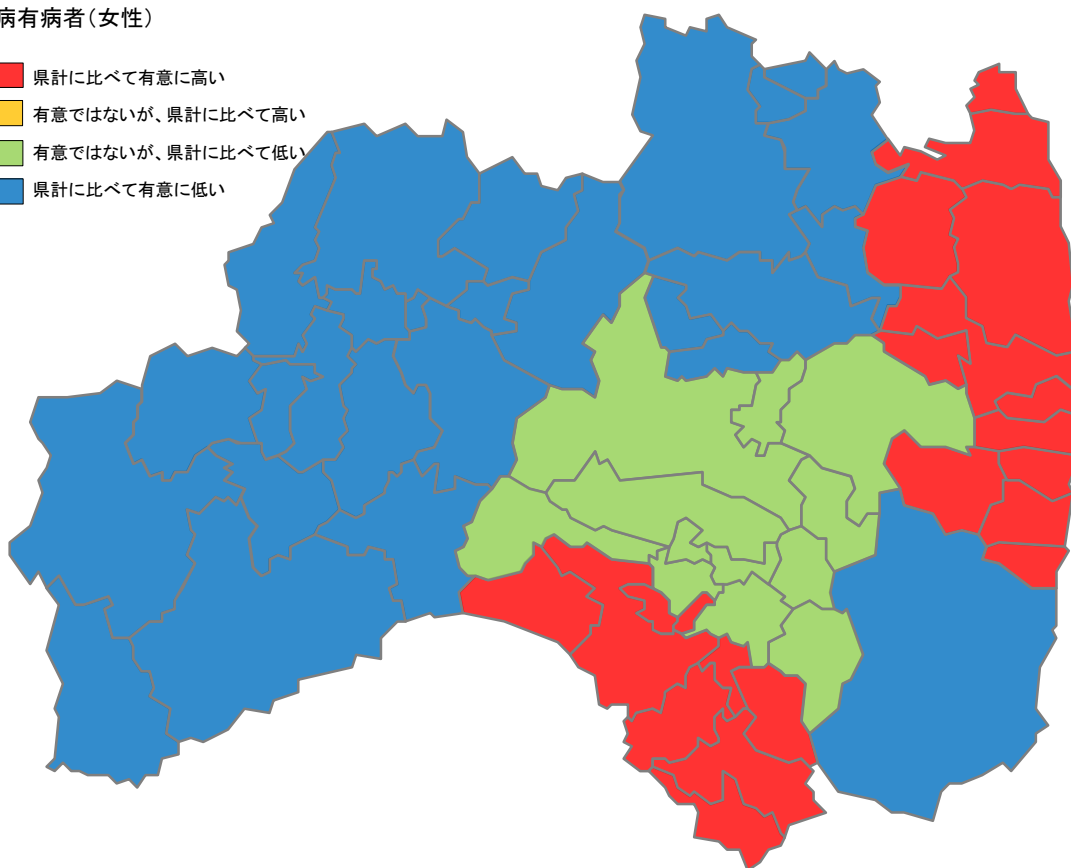 病有病者（女性）
県計に比べて有意に高い
有意ではないが、県計に比べて高い
有意ではないが、県計に比べて低い
県計に比べて有意に低い